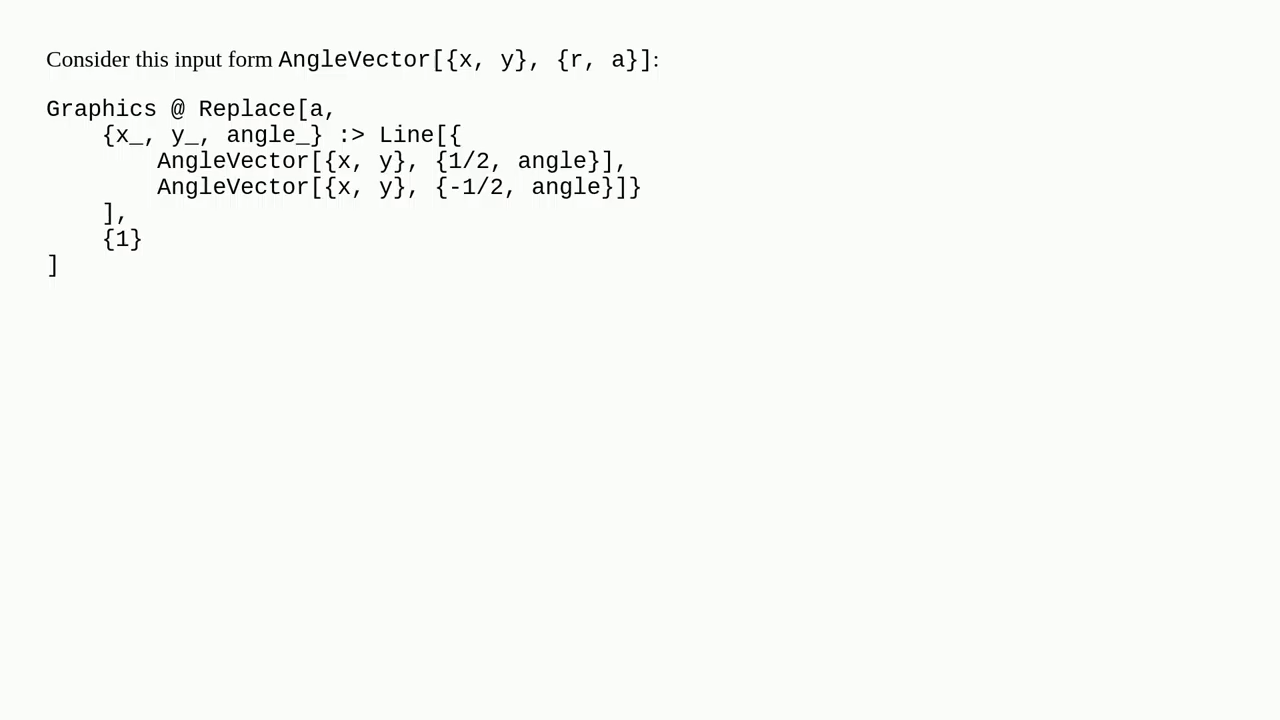 Consider this input form AngleVector[{x, y}, {r, a}]:
Graphics @ Replace[a,
    {x_, y_, angle_} :> Line[{
        AngleVector[{x, y}, {1/2, angle}],
        AngleVector[{x, y}, {-1/2, angle}]}
    ],
    {1}
]